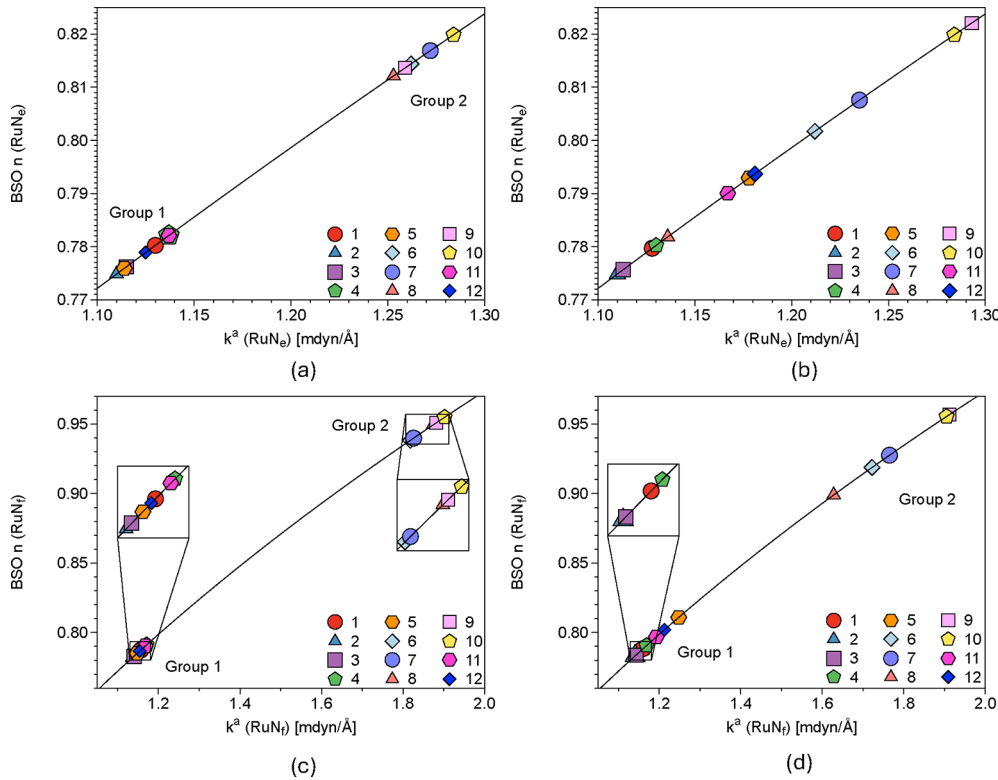 BSO n (RuNₑ)
0.82
0.81
0.80
0.79
0.78
0.77
Group 2
Group 1
1 5 9
2 6 10
3 7 11
4 8 12
1.10 1.15 1.20 1.25 1.30
kᵃ (RuNₑ) [mdyn/Å]
(a)
BSO n (RuNₑ)
0.82
0.81
0.80
0.79
0.78
0.77
1 5 9
2 6 10
3 7 11
4 8 12
1.10 1.15 1.20 1.25 1.30
kᵃ (RuNₑ) [mdyn/Å]
(b)
BSO n (RuN_f)
0.95
0.90
0.85
0.80
Group 2
Group 1
1 5 9
2 6 10
3 7 11
4 8 12
1.2 1.4 1.6 1.8 2.0
kᵃ (RuN_f) [mdyn/Å]
(c)
BSO n (RuN_f)
0.95
0.90
0.85
0.80
Group 2
Group 1
1 5 9
2 6 10
3 7 11
4 8 12
1.2 1.4 1.6 1.8 2.0
kᵃ (RuN_f) [mdyn/Å]
(d)